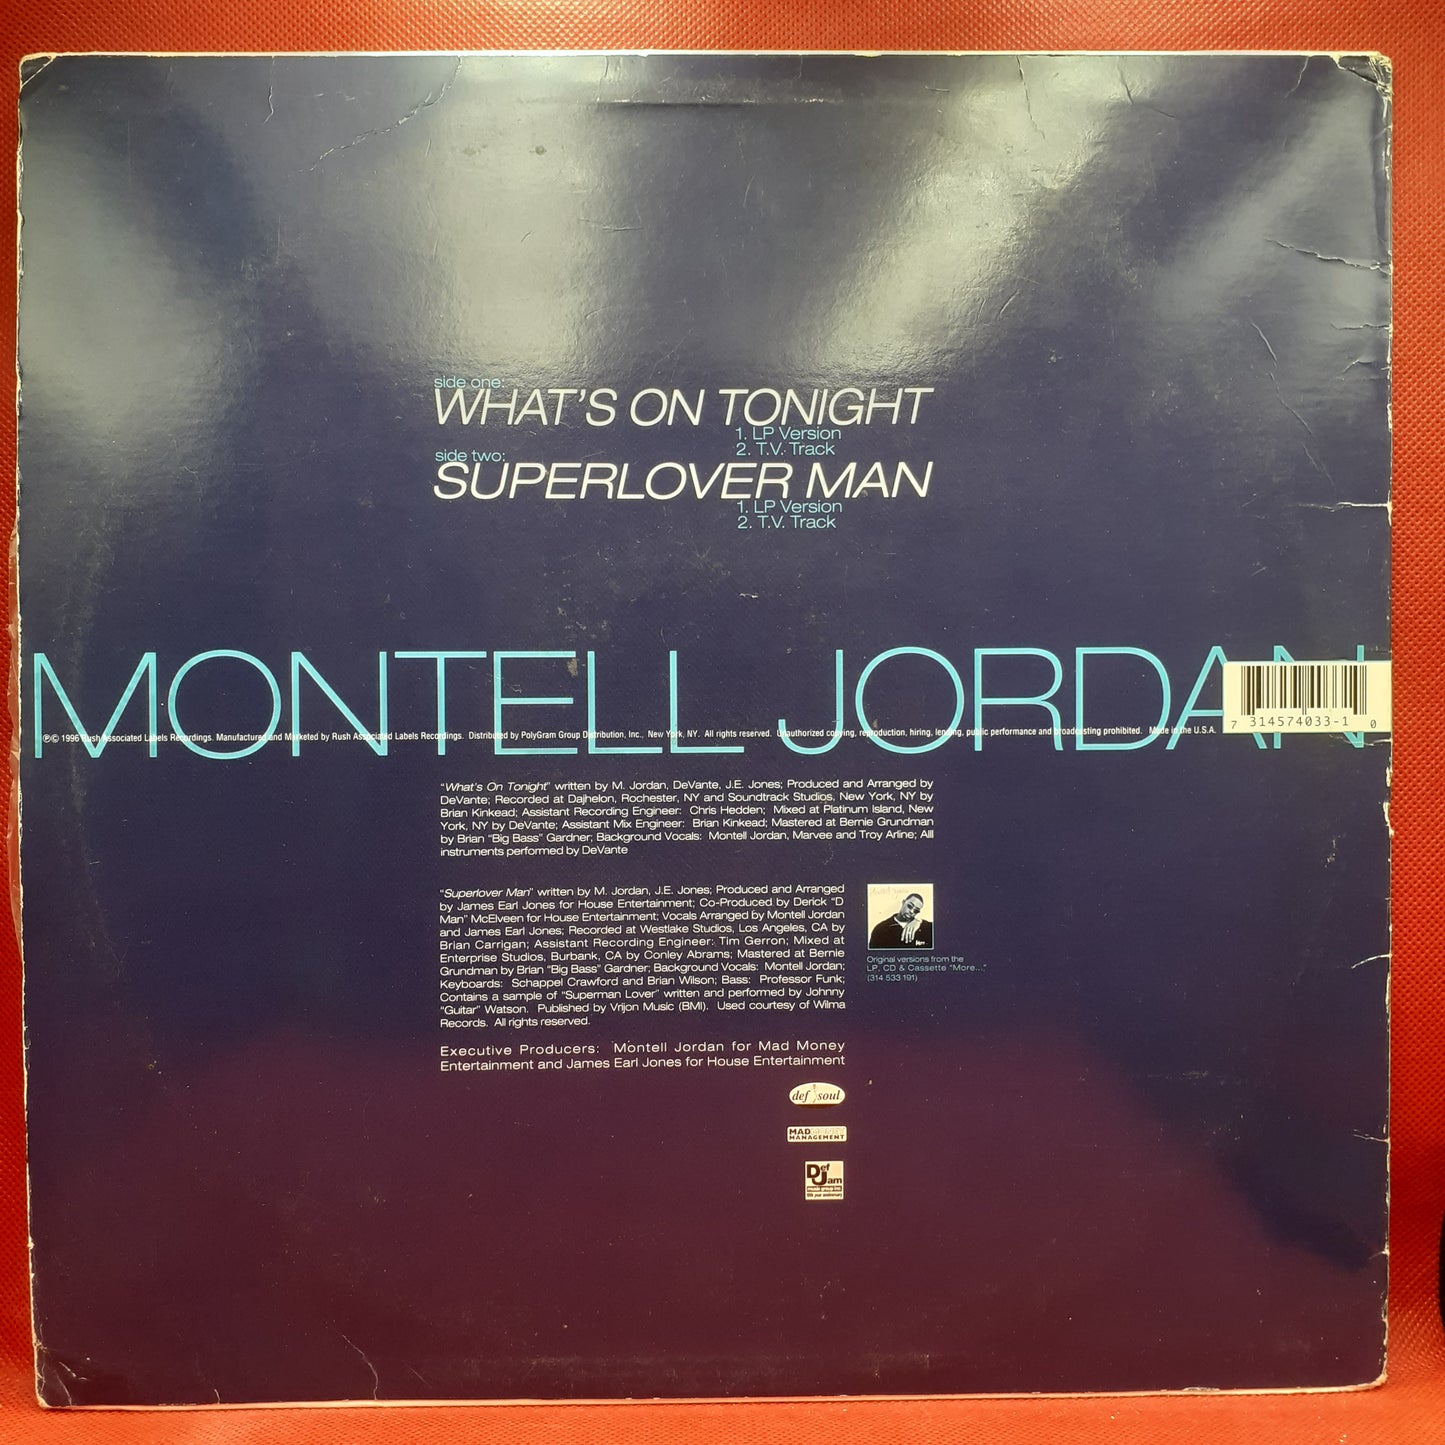 side one:
WHAT'S ON TONIGHT
1. LP Version
2. T.V. Track
side two:
SUPERLOVER MAN
1. LP Version
2. T.V. Track
MONTELL JORDAN
7 314574033-1 0
℗© 1996 Rush Associated Labels Recordings. Manufactured and Marketed by Rush Associated Labels Recordings. Distributed by PolyGram Group Distribution, Inc., New York, NY. All rights reserved. Unauthorized copying, reproduction, hiring, lending, public performance and broadcasting prohibited. Made in the U.S.A.
"What's On Tonight" written by M. Jordan, DeVante, J.E. Jones; Produced and Arranged by
DeVante; Recorded at Dajhelon, Rochester, NY and Soundtrack Studios, New York, NY by
Brian Kinkead; Assistant Recording Engineer: Chris Hedden; Mixed at Platinum Island, New
York, NY by DeVante; Assistant Mix Engineer: Brian Kinkead; Mastered at Bernie Grundman
by Brian "Big Bass" Gardner; Background Vocals: Montell Jordan, Marvee and Troy Arline; Alll
instruments performed by DeVante
"Superlover Man" written by M. Jordan, J.E. Jones; Produced and Arranged
by James Earl Jones for House Entertainment; Co-Produced by Derick "D
Man" McElveen for House Entertainment; Vocals Arranged by Montell Jordan
and James Earl Jones; Recorded at Westlake Studios, Los Angeles, CA by
Brian Carrigan; Assistant Recording Engineer: Tim Gerron; Mixed at
Enterprise Studios, Burbank, CA by Conley Abrams; Mastered at Bernie
Grundman by Brian "Big Bass" Gardner; Background Vocals: Montell Jordan;
Keyboards: Schappel Crawford and Brian Wilson; Bass: Professor Funk;
Contains a sample of "Superman Lover" written and performed by Johnny
"Guitar" Watson. Published by Vrijon Music (BMI). Used courtesy of Wilma
Records. All rights reserved.
Original versions from the
LP, CD & Cassette "More..."
(314 533 191)
Executive Producers: Montell Jordan for Mad Money
Entertainment and James Earl Jones for House Entertainment
def soul
MAD MONEY
MANAGEMENT
Def
Jam
music group inc.